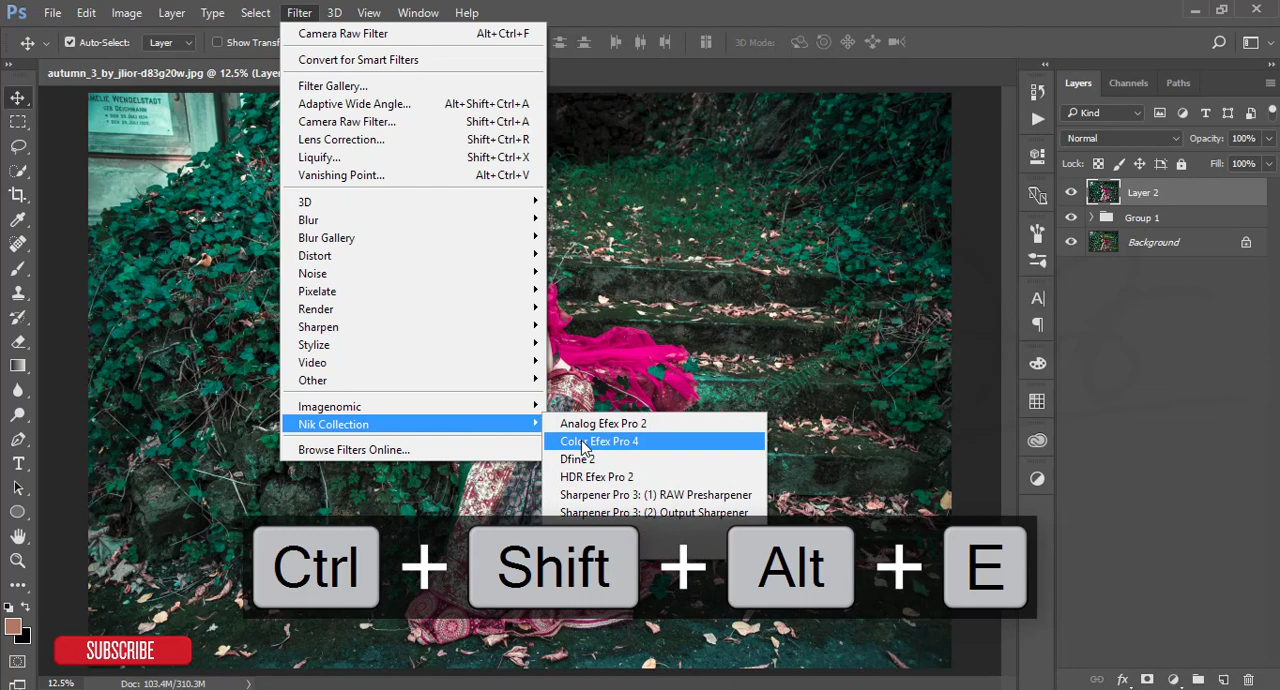 Ps File Edit Image Layer Type Select Filter 3D View Window Help
Auto-Select: Layer Show Transf 3D Mode:
autumn_3_by_jlior-d83g20w.jpg @ 12.5% (Laye
Camera Raw Filter Alt+Ctrl+F
Convert for Smart Filters
Filter Gallery...
Adaptive Wide Angle... Alt+Shift+Ctrl+A
Camera Raw Filter... Shift+Ctrl+A
Lens Correction... Shift+Ctrl+R
Liquify... Shift+Ctrl+X
Vanishing Point... Alt+Ctrl+V
3D
Blur
Blur Gallery
Distort
Noise
Pixelate
Render
Sharpen
Stylize
Video
Other
Imagenomic
Nik Collection
Browse Filters Online...
Analog Efex Pro 2
Color Efex Pro 4
Dfine 2
HDR Efex Pro 2
Sharpener Pro 3: (1) RAW Presharpener
Sharpener Pro 3: (2) Output Sharpener
Layers Channels Paths
Kind
Normal Opacity: 100%
Lock: Fill: 100%
Layer 2
Group 1
Background
Ctrl + Shift + Alt + E
SUBSCRIBE
12.5% Doc: 103.4M/310.3M